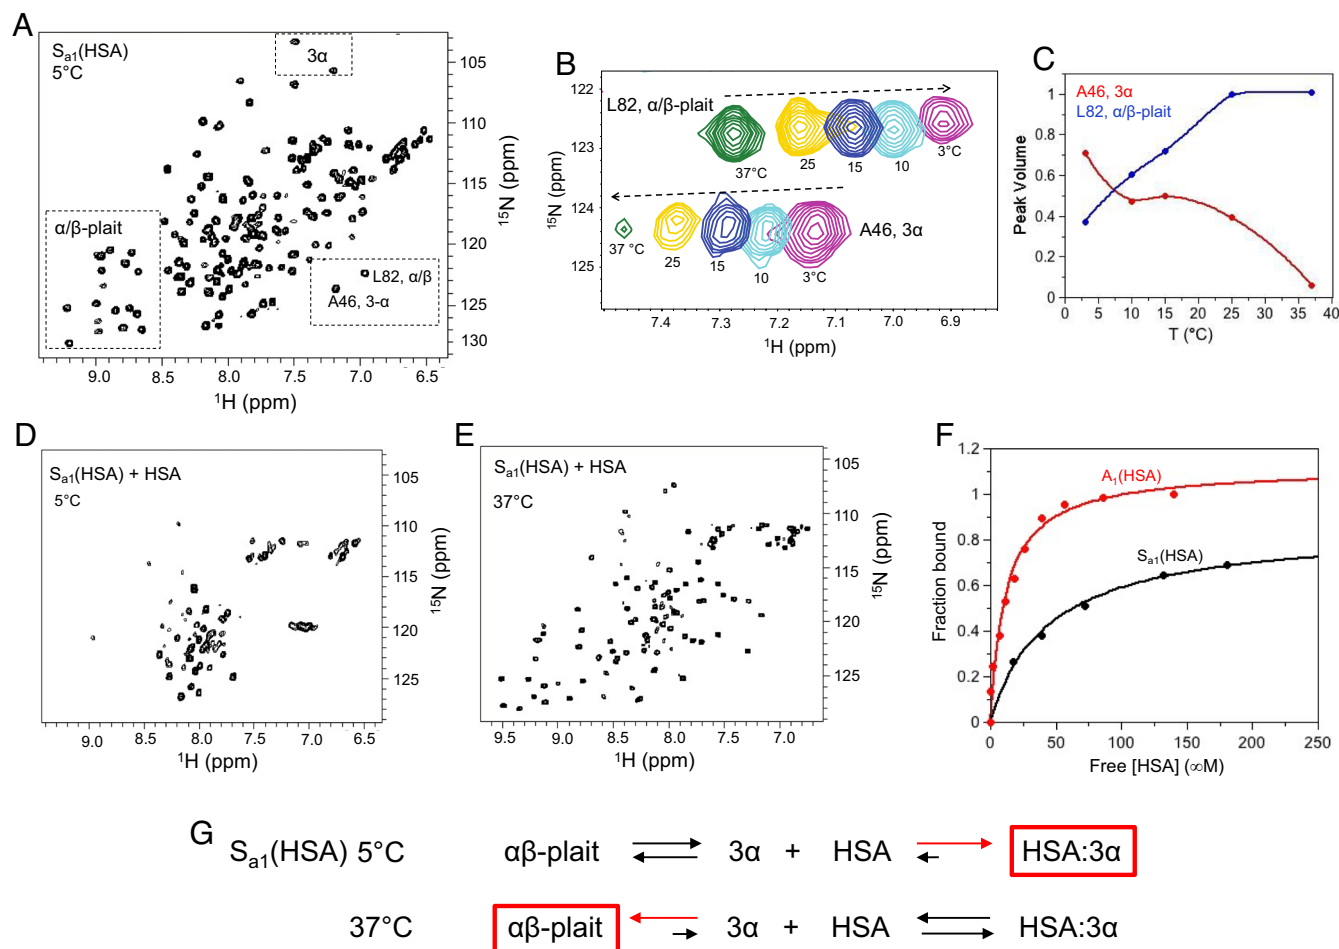 A
S_a1(HSA)
5°C
3α
α/β-plait
L82, α/β
A46, 3-α
105
110
115
120
125
130
¹⁵N (ppm)
9.0 8.5 8.0 7.5 7.0 6.5
¹H (ppm)
B
122
123
124
125
¹⁵N (ppm)
L82, α/β-plait
37°C 25 15 10 3°C
A46, 3α
37 °C 25 15 10 3°C
7.4 7.3 7.2 7.1 7.0 6.9
¹H (ppm)
C
A46, 3α
L82, α/β-plait
1
0.8
0.6
0.4
0.2
0
Peak Volume
5 10 15 20 25 30 35 40
T (°C)
D
S_a1(HSA) + HSA
5°C
105
110
115
120
125
¹⁵N (ppm)
9.0 8.5 8.0 7.5 7.0 6.5
¹H (ppm)
E
S_a1(HSA) + HSA
37°C
105
110
115
120
125
¹⁵N (ppm)
9.5 9.0 8.5 8.0 7.5 7.0
¹H (ppm)
F
A₁(HSA)
S_a1(HSA)
1.2
1
0.8
0.6
0.4
0.2
0
Fraction bound
0 50 100 150 200 250
Free [HSA] (∞M)
G
S_a1(HSA) 5°C αβ-plait 3α + HSA HSA:3α
37°C αβ-plait 3α + HSA HSA:3α